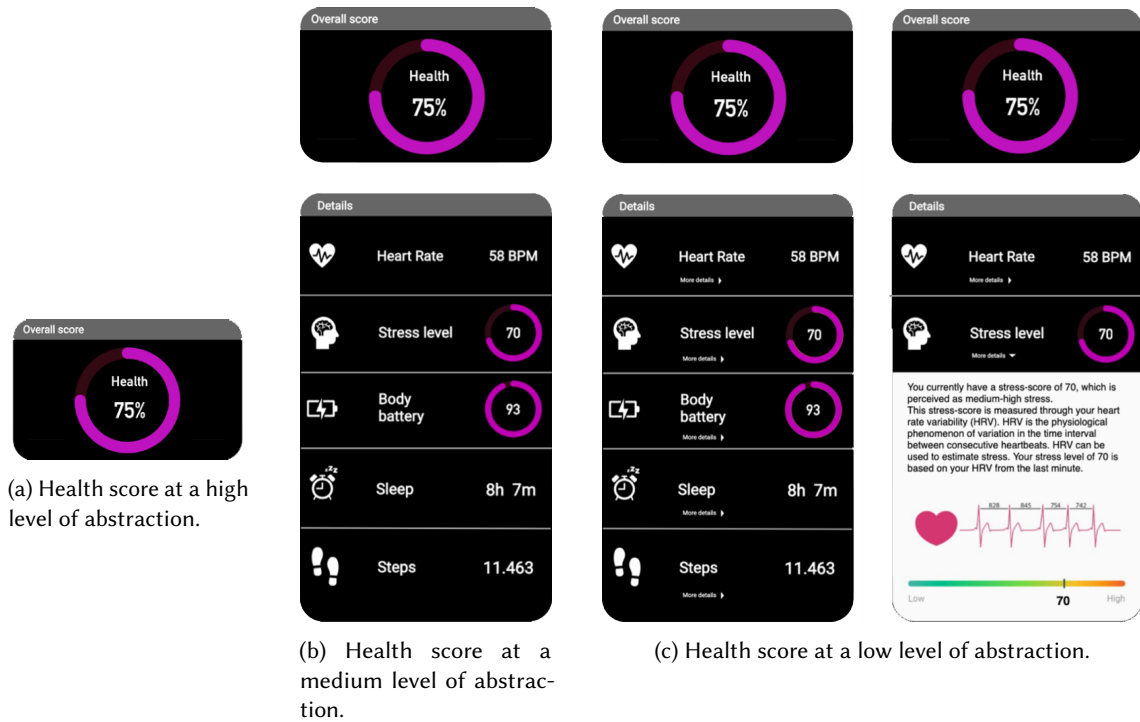 Overall score
Health
75%
(a) Health score at a high
level of abstraction.
Overall score
Health
75%
Details
Heart Rate 58 BPM
Stress level 70
Body
battery 93
Sleep 8h 7m
Steps 11.463
(b) Health score at a
medium level of abstrac-
tion.
Overall score
Health
75%
Details
Heart Rate 58 BPM
More details
Stress level 70
More details
Body
battery 93
More details
Sleep 8h 7m
More details
Steps 11.463
More details
Overall score
Health
75%
Details
Heart Rate 58 BPM
More details
Stress level 70
More details
You currently have a stress-score of 70, which is
perceived as medium-high stress.
This stress-score is measured through your heart
rate variability (HRV). HRV is the physiological
phenomenon of variation in the time interval
between consecutive heartbeats. HRV can be
used to estimate stress. Your stress level of 70 is
based on your HRV from the last minute.
828 845 754 742
Low 70 High
(c) Health score at a low level of abstraction.